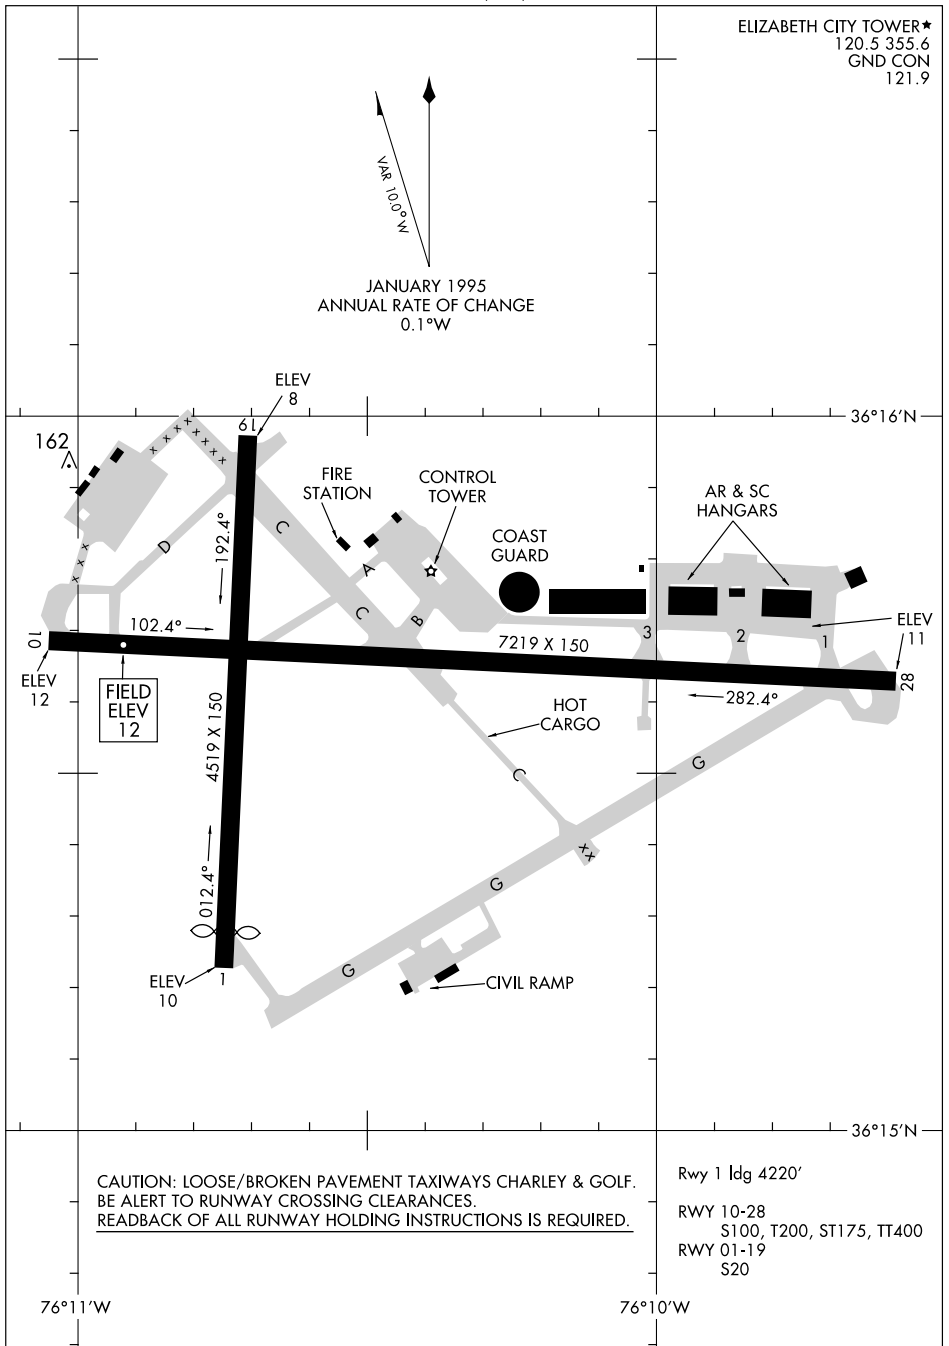 ELIZABETH CITY TOWER★
120.5 355.6
GND CON
121.9
VAR 10.0°W
JANUARY 1995
ANNUAL RATE OF CHANGE
0.1°W
ELEV
8
36°16'N
19
162
FIRE
STATION
CONTROL
TOWER
AR & SC
HANGARS
COAST
GUARD
192.4°
C
D
A
C
B
ELEV
11
10
102.4°
7219 X 150
3
2
1
28
ELEV
12
FIELD
ELEV
12
282.4°
HOT
CARGO
4519 X 150
C
G
012.4°
G
G
ELEV
10
1
CIVIL RAMP
36°15'N
CAUTION: LOOSE/BROKEN PAVEMENT TAXIWAYS CHARLEY & GOLF.
BE ALERT TO RUNWAY CROSSING CLEARANCES.
READBACK OF ALL RUNWAY HOLDING INSTRUCTIONS IS REQUIRED.
Rwy 1 ldg 4220'
RWY 10-28
S100, T200, ST175, TT400
RWY 01-19
S20
76°11'W
76°10'W